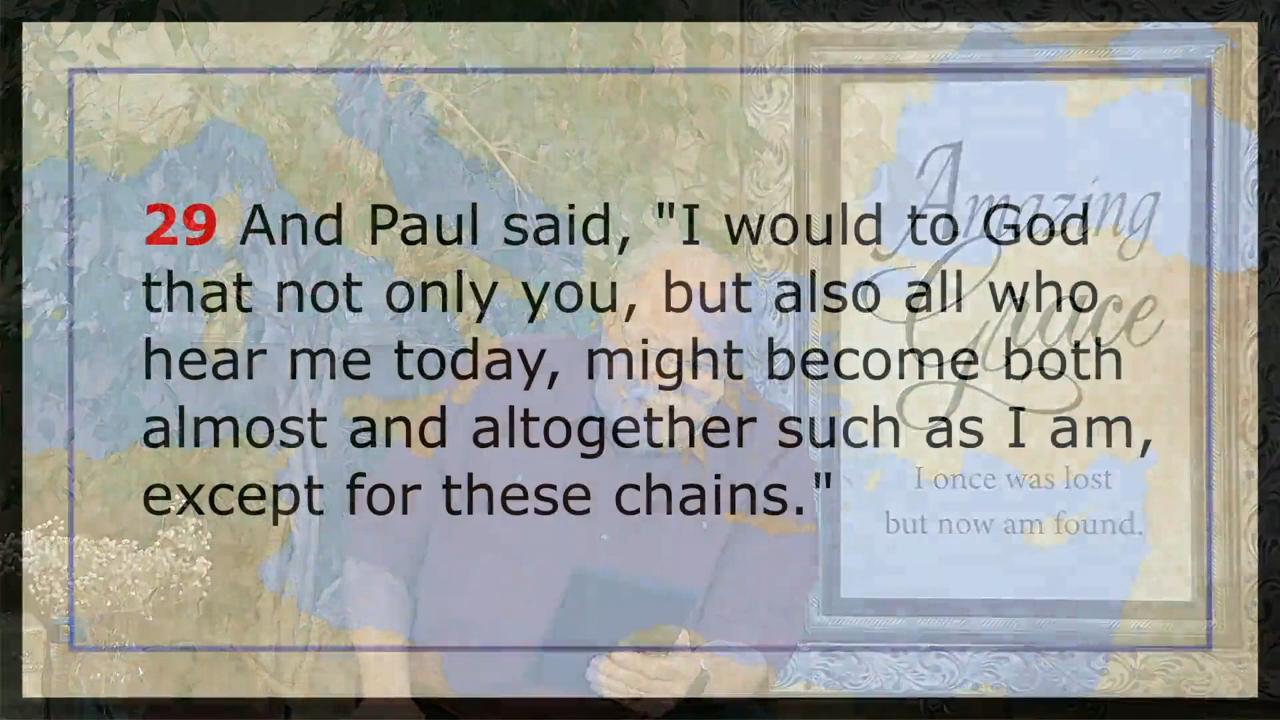 29 And Paul said, "I would to God
that not only you, but also all who
hear me today, might become both
almost and altogether such as I am,
except for these chains."
Amazing
Grace
I once was lost
but now am found.